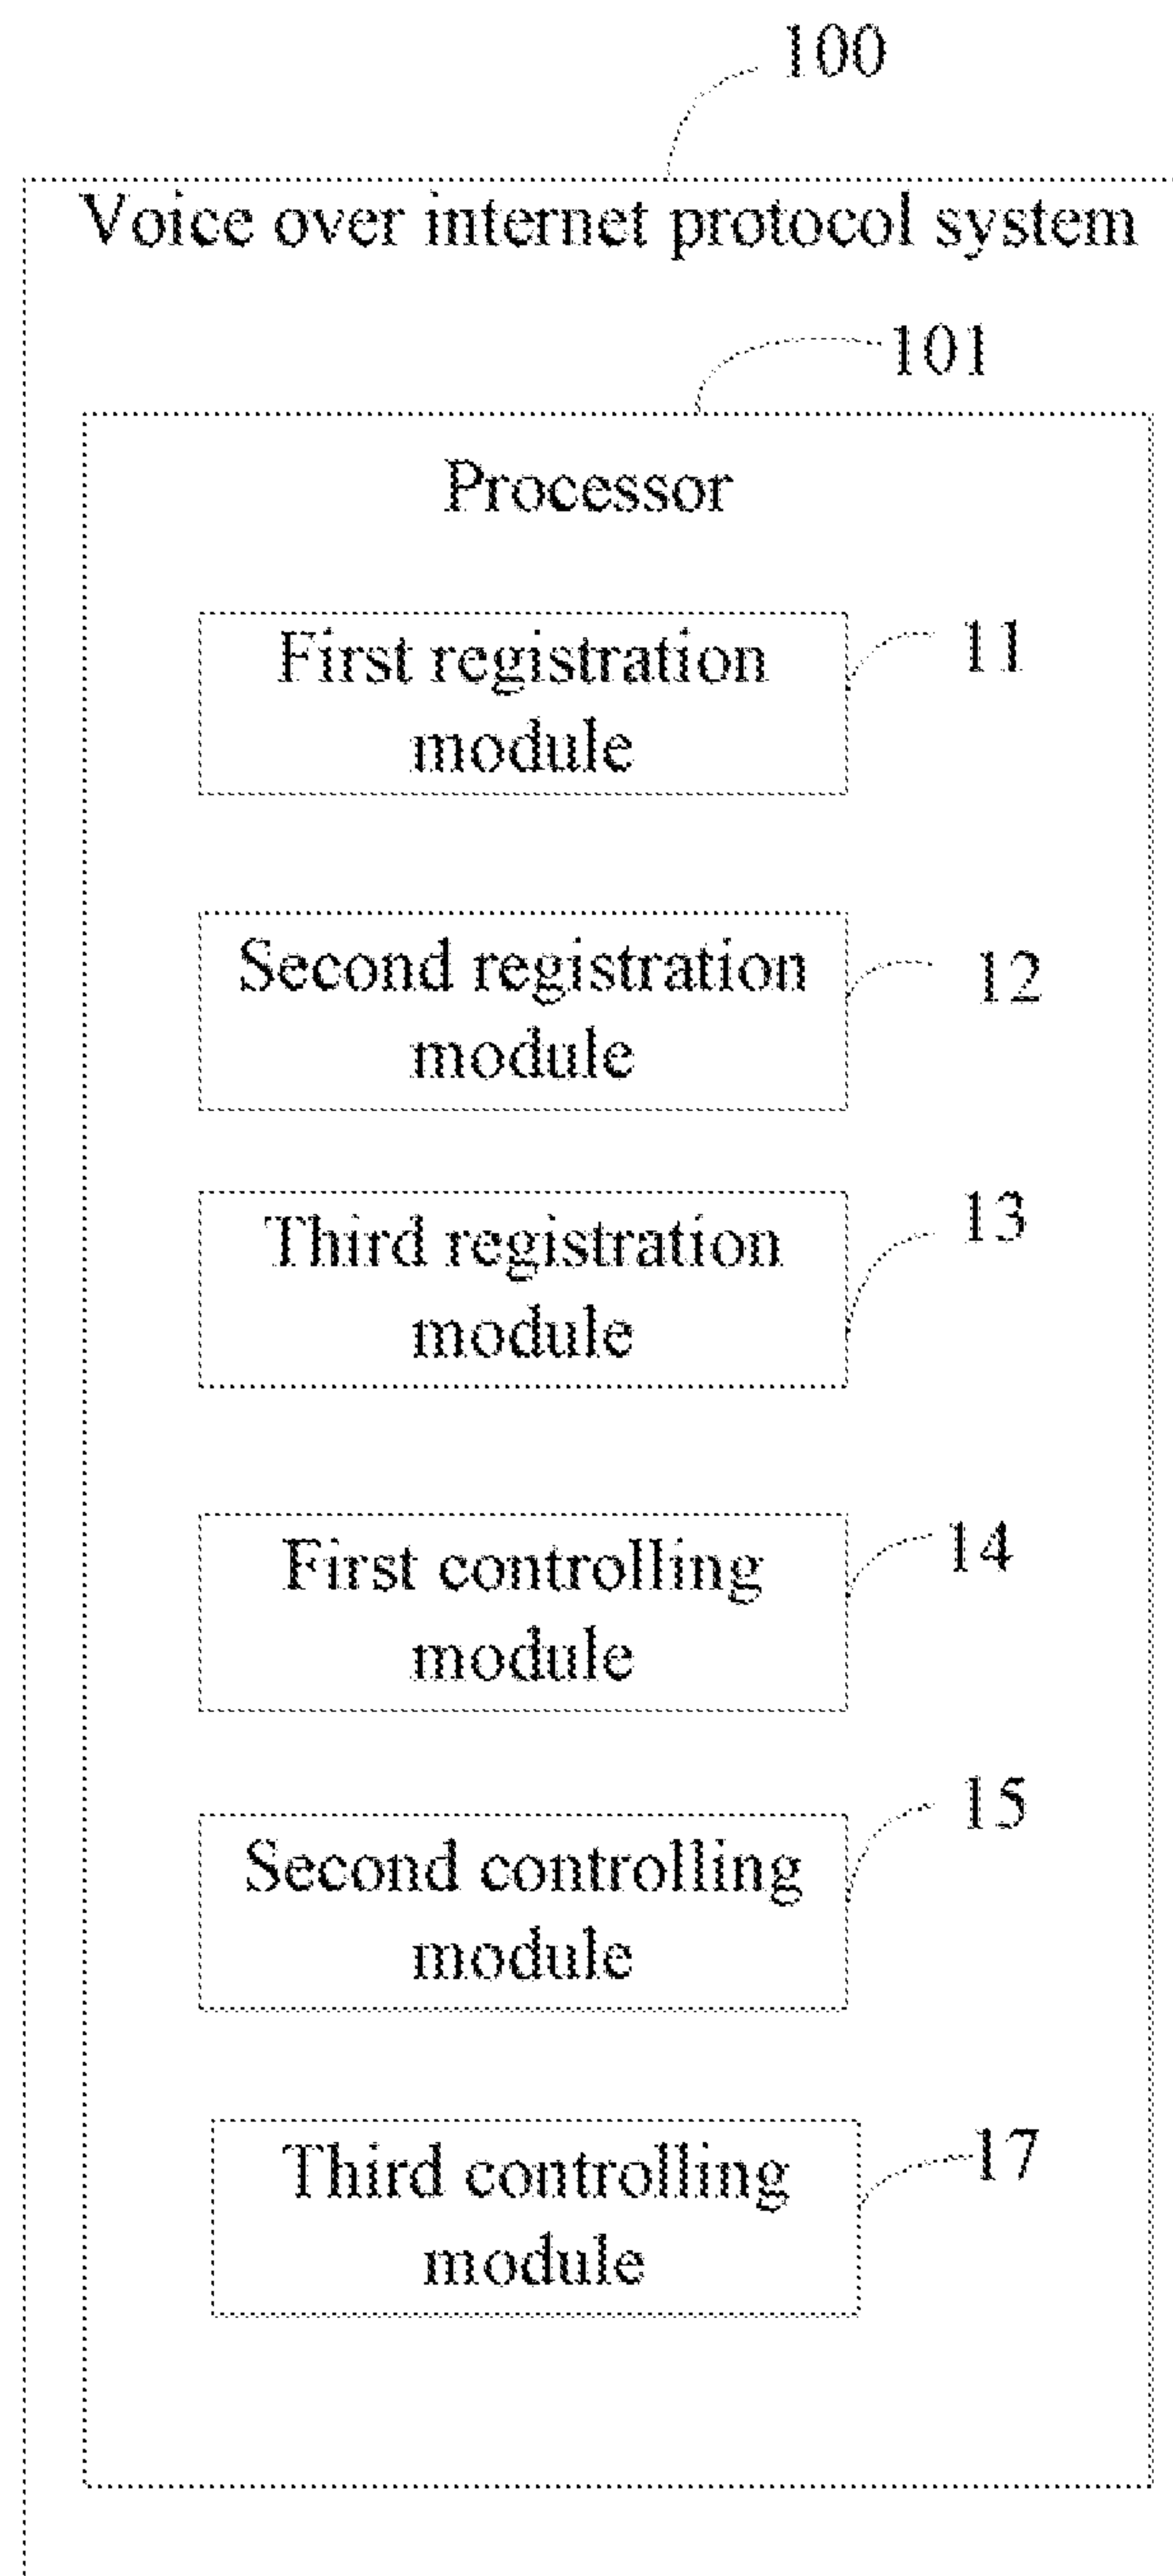 100
Voice over internet protocol system
101
Processor
First registration
module
11
Second registration
module
12
Third registration
module
13
First controlling
module
14
Second controlling
module
15
Third controlling
module
17